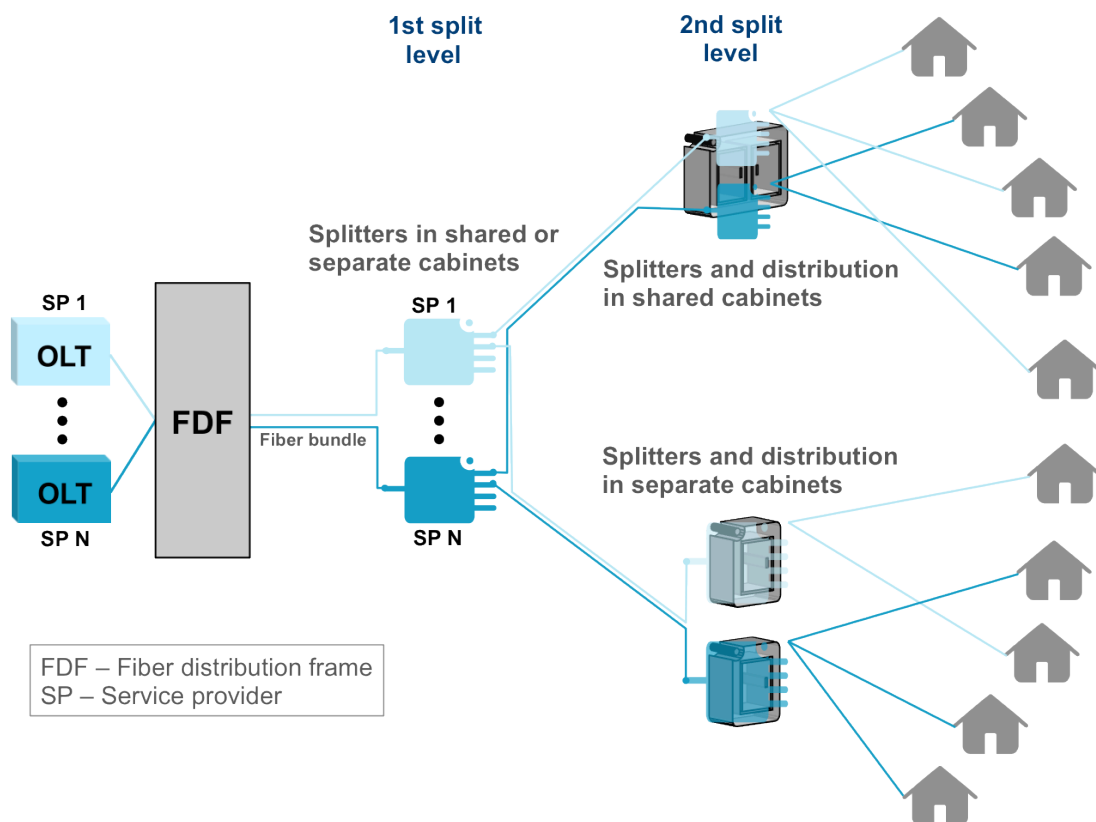 1st split
level
2nd split
level
Splitters in shared or
separate cabinets
Splitters and distribution
in shared cabinets
SP 1
OLT
OLT
SP N
FDF
Fiber bundle
SP 1
SP N
Splitters and distribution
in separate cabinets
FDF – Fiber distribution frame
SP – Service provider